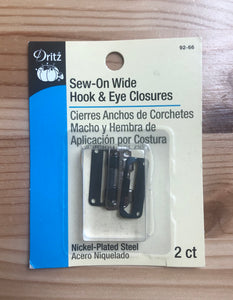 Dritz
92-66
Sew-On Wide
Hook & Eye Closures
Cierres Anchos de Corchetes
Macho y Hembra de
Aplicación por Costura
Nickel-Plated Steel
Acero Niquelado
2 ct